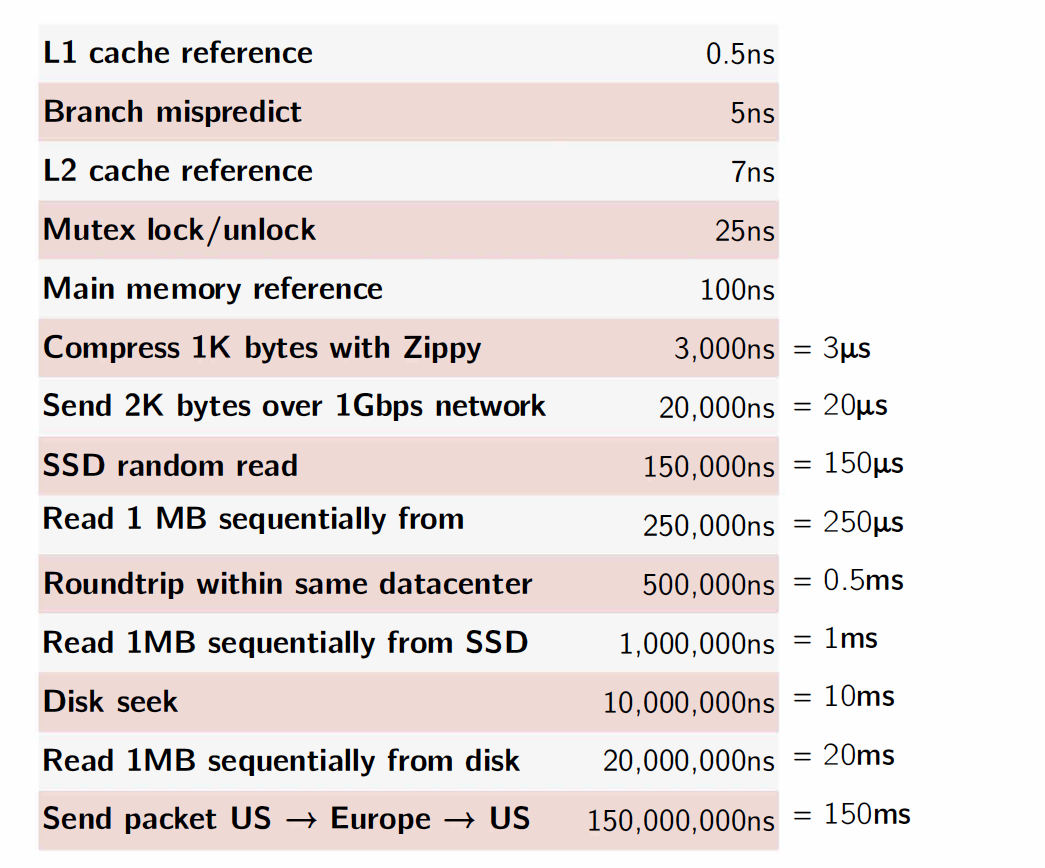 L1 cache reference 0.5ns
Branch mispredict 5ns
L2 cache reference 7ns
Mutex lock/unlock 25ns
Main memory reference 100ns
Compress 1K bytes with Zippy 3,000ns = 3µs
Send 2K bytes over 1Gbps network 20,000ns = 20µs
SSD random read 150,000ns = 150µs
Read 1 MB sequentially from 250,000ns = 250µs
Roundtrip within same datacenter 500,000ns = 0.5ms
Read 1MB sequentially from SSD 1,000,000ns = 1ms
Disk seek 10,000,000ns = 10ms
Read 1MB sequentially from disk 20,000,000ns = 20ms
Send packet US → Europe → US 150,000,000ns = 150ms